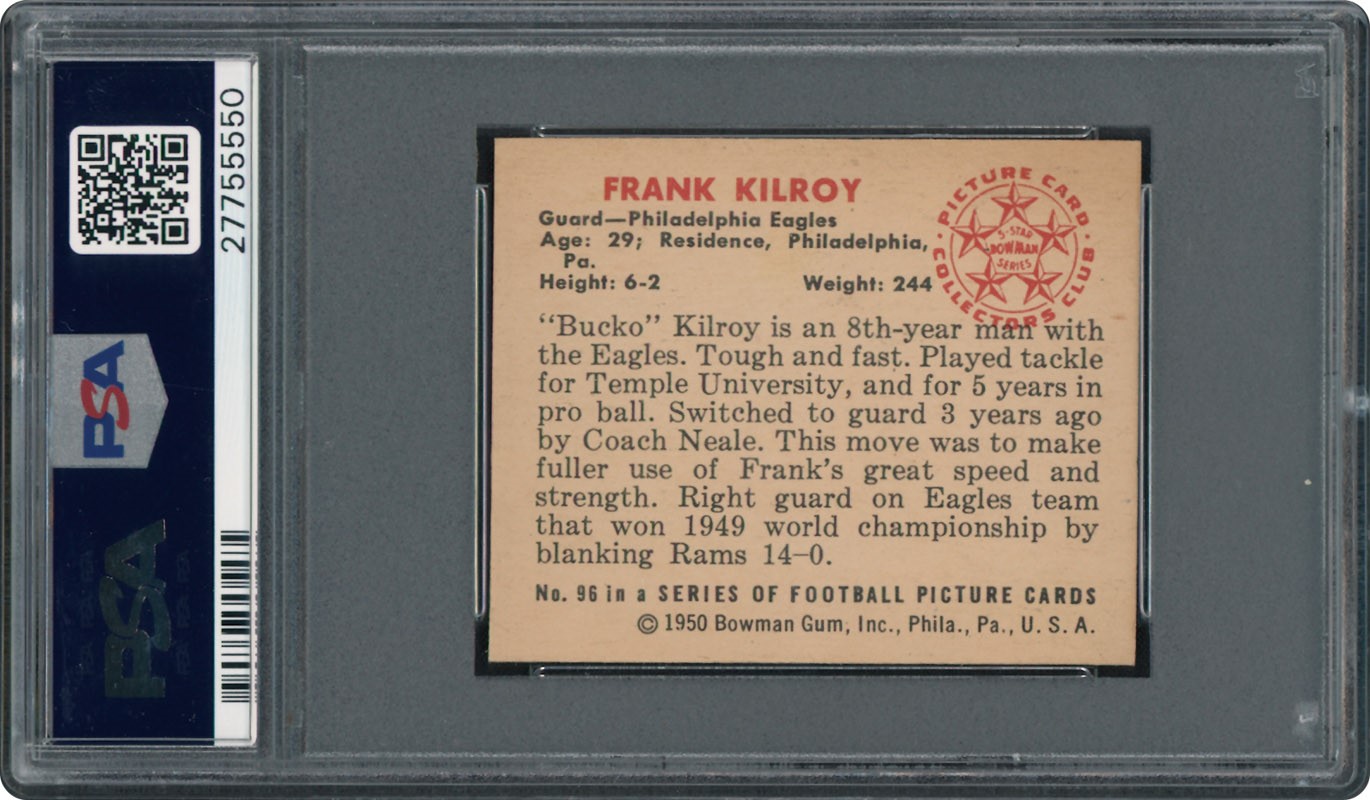 27755550
PSA
PSA
FRANK KILROY
Guard—Philadelphia Eagles
Age: 29; Residence, Philadelphia,
Pa.
Height: 6-2 Weight: 244
PICTURE CARD
COLLECTORS CLUB
5-STAR
BOWMAN
SERIES
“Bucko” Kilroy is an 8th-year man with
the Eagles. Tough and fast. Played tackle
for Temple University, and for 5 years in
pro ball. Switched to guard 3 years ago
by Coach Neale. This move was to make
fuller use of Frank’s great speed and
strength. Right guard on Eagles team
that won 1949 world championship by
blanking Rams 14–0.
No. 96 in a SERIES OF FOOTBALL PICTURE CARDS
© 1950 Bowman Gum, Inc., Phila., Pa., U. S. A.